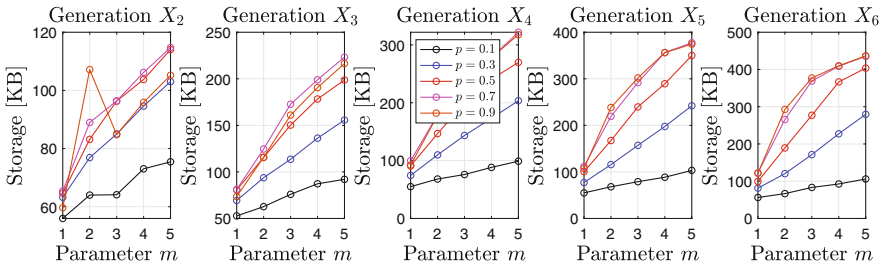 Generation X₂
Storage [KB]
120
100
80
60
1 2 3 4 5
Parameter m
Generation X₃
Storage [KB]
250
200
150
100
50
1 2 3 4 5
Parameter m
Generation X₄
Storage [KB]
300
200
100
0
p = 0.1
p = 0.3
p = 0.5
p = 0.7
p = 0.9
1 2 3 4 5
Parameter m
Generation X₅
Storage [KB]
400
300
200
100
0
1 2 3 4 5
Parameter m
Generation X₆
Storage [KB]
500
400
300
200
100
0
1 2 3 4 5
Parameter m